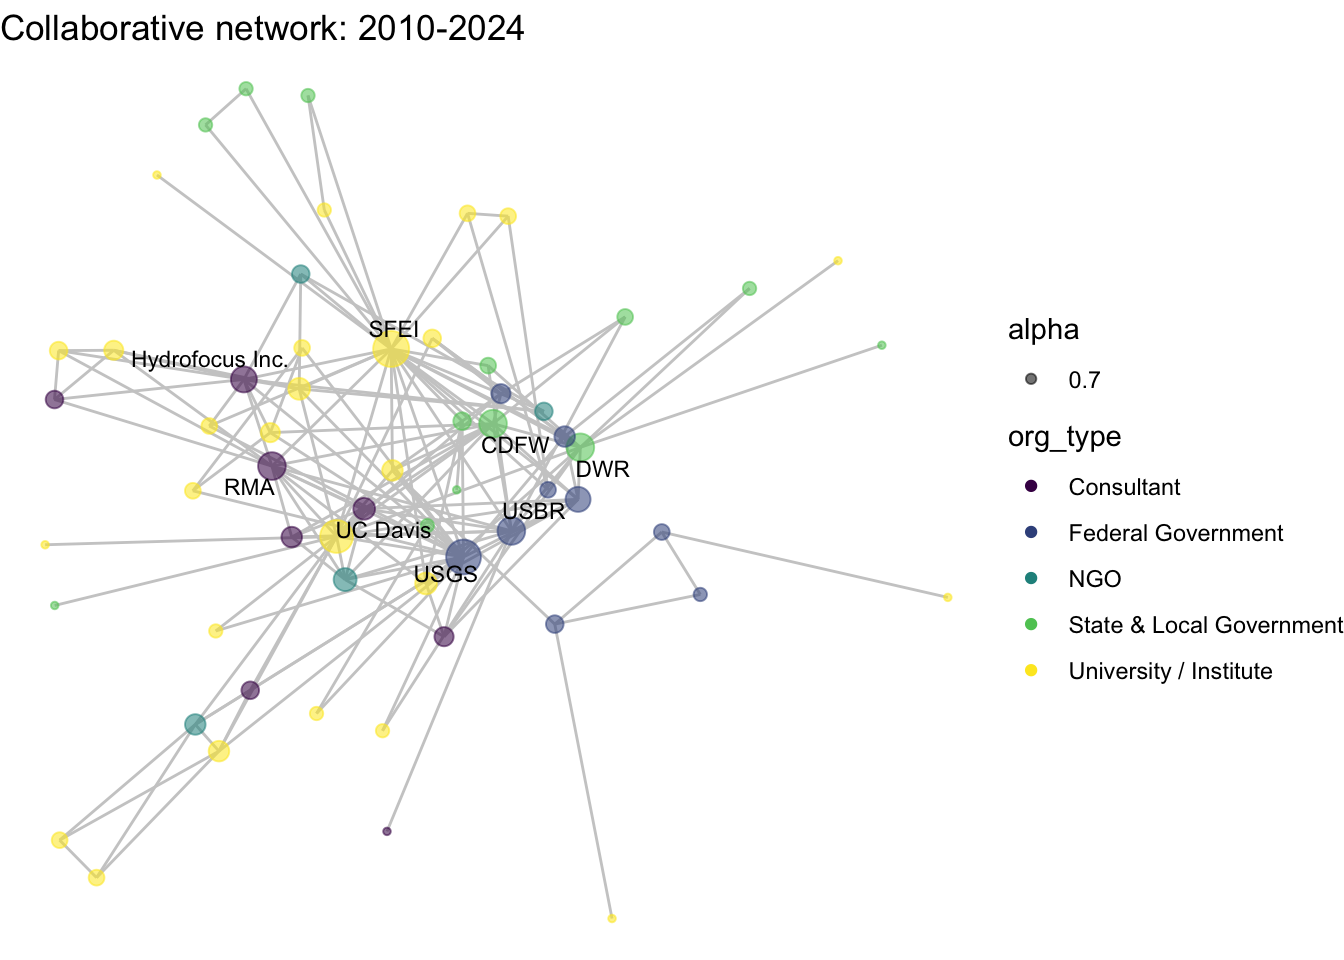 Collaborative network: 2010-2024
SFEI
Hydrofocus Inc.
CDFW
DWR
RMA
USBR
UC Davis
USGS
alpha
0.7
org_type
Consultant
Federal Government
NGO
State & Local Government
University / Institute